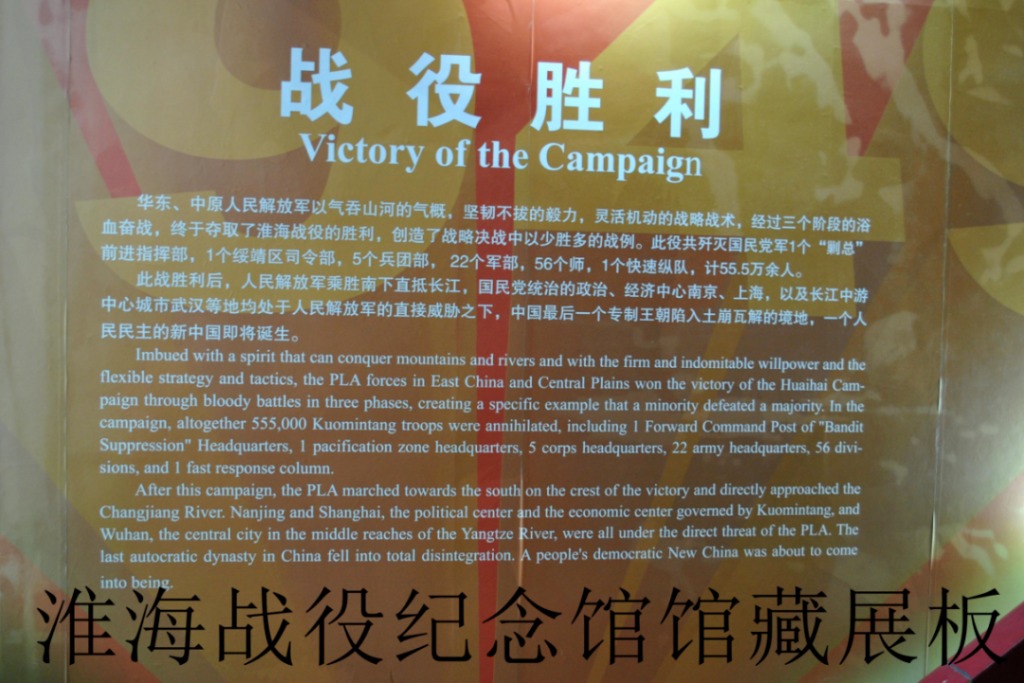 战役胜利
Victory of the Campaign
华东、中原人民解放军以气吞山河的气概，坚韧不拔的毅力，灵活机动的战略战术，经过三个阶段的浴
血奋战，终于夺取了淮海战役的胜利，创造了战略决战中以少胜多的战例。此役共歼灭国民党军1个“剿总”
前进指挥部，1个绥靖区司令部，5个兵团部，22个军部，56个师，1个快速纵队，计55.5万余人。
此战胜利后，人民解放军乘胜南下直抵长江，国民党统治的政治、经济中心南京、上海，以及长江中游
中心城市武汉等地均处于人民解放军的直接威胁之下，中国最后一个专制王朝陷入土崩瓦解的境地，一个人
民民主的新中国即将诞生。
Imbued with a spirit that can conquer mountains and rivers and with the firm and indomitable willpower and the
flexible strategy and tactics, the PLA forces in East China and Central Plains won the victory of the Huaihai Cam-
paign through bloody battles in three phases, creating a specific example that a minority defeated a majority. In the
campaign, altogether 555,000 Kuomintang troops were annihilated, including 1 Forward Command Post of "Bandit
Suppression" Headquarters, 1 pacification zone headquarters, 5 corps headquarters, 22 army headquarters, 56 divi-
sions, and 1 fast response column.
After this campaign, the PLA marched towards the south on the crest of the victory and directly approached the
Changjiang River. Nanjing and Shanghai, the political center and the economic center governed by Kuomintang, and
Wuhan, the central city in the middle reaches of the Yangtze River, were all under the direct threat of the PLA. The
last autocratic dynasty in China fell into total disintegration. A people's democratic New China was about to come
into being.
淮海战役纪念馆馆藏展板